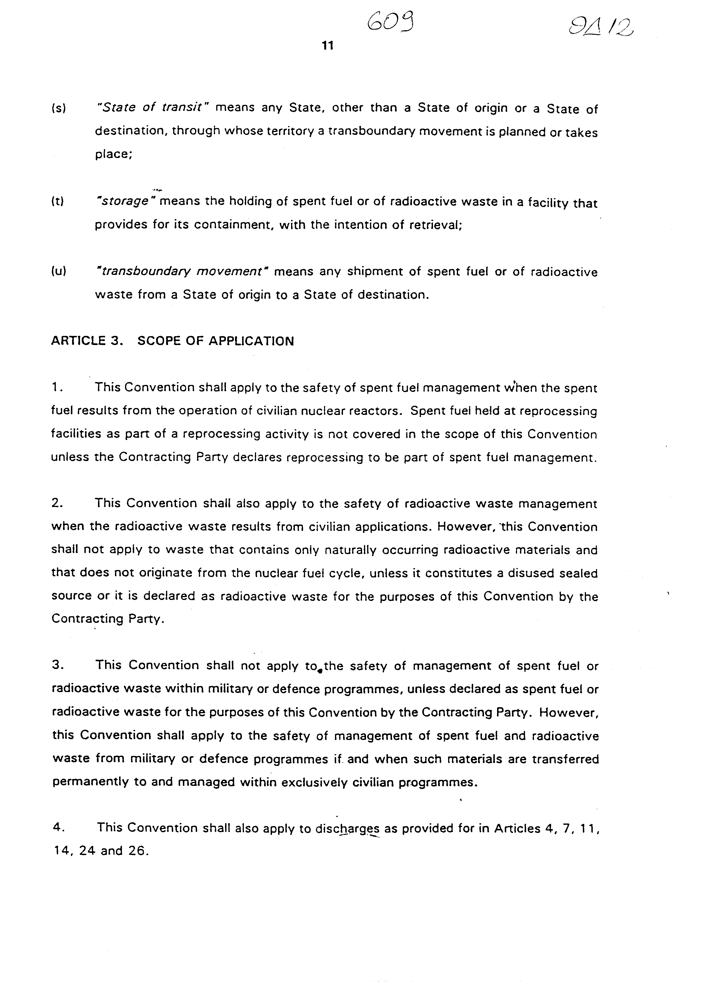 609
11
(s) "State of transit" means any State, other than a State of origin or a State of
destination, through whose territory a transboundary movement is planned or takes
place;
(t) "storage" means the holding of spent fuel or of radioactive waste in a facility that
provides for its containment, with the intention of retrieval;
(u) "transboundary movement" means any shipment of spent fuel or of radioactive
waste from a State of origin to a State of destination.
ARTICLE 3. SCOPE OF APPLICATION
1. This Convention shall apply to the safety of spent fuel management when the spent
fuel results from the operation of civilian nuclear reactors. Spent fuel held at reprocessing
facilities as part of a reprocessing activity is not covered in the scope of this Convention
unless the Contracting Party declares reprocessing to be part of spent fuel management.
2. This Convention shall also apply to the safety of radioactive waste management
when the radioactive waste results from civilian applications. However, this Convention
shall not apply to waste that contains only naturally occurring radioactive materials and
that does not originate from the nuclear fuel cycle, unless it constitutes a disused sealed
source or it is declared as radioactive waste for the purposes of this Convention by the
Contracting Party.
3. This Convention shall not apply to the safety of management of spent fuel or
radioactive waste within military or defence programmes, unless declared as spent fuel or
radioactive waste for the purposes of this Convention by the Contracting Party. However,
this Convention shall apply to the safety of management of spent fuel and radioactive
waste from military or defence programmes if and when such materials are transferred
permanently to and managed within exclusively civilian programmes.
4. This Convention shall also apply to discharges as provided for in Articles 4, 7, 11,
14, 24 and 26.